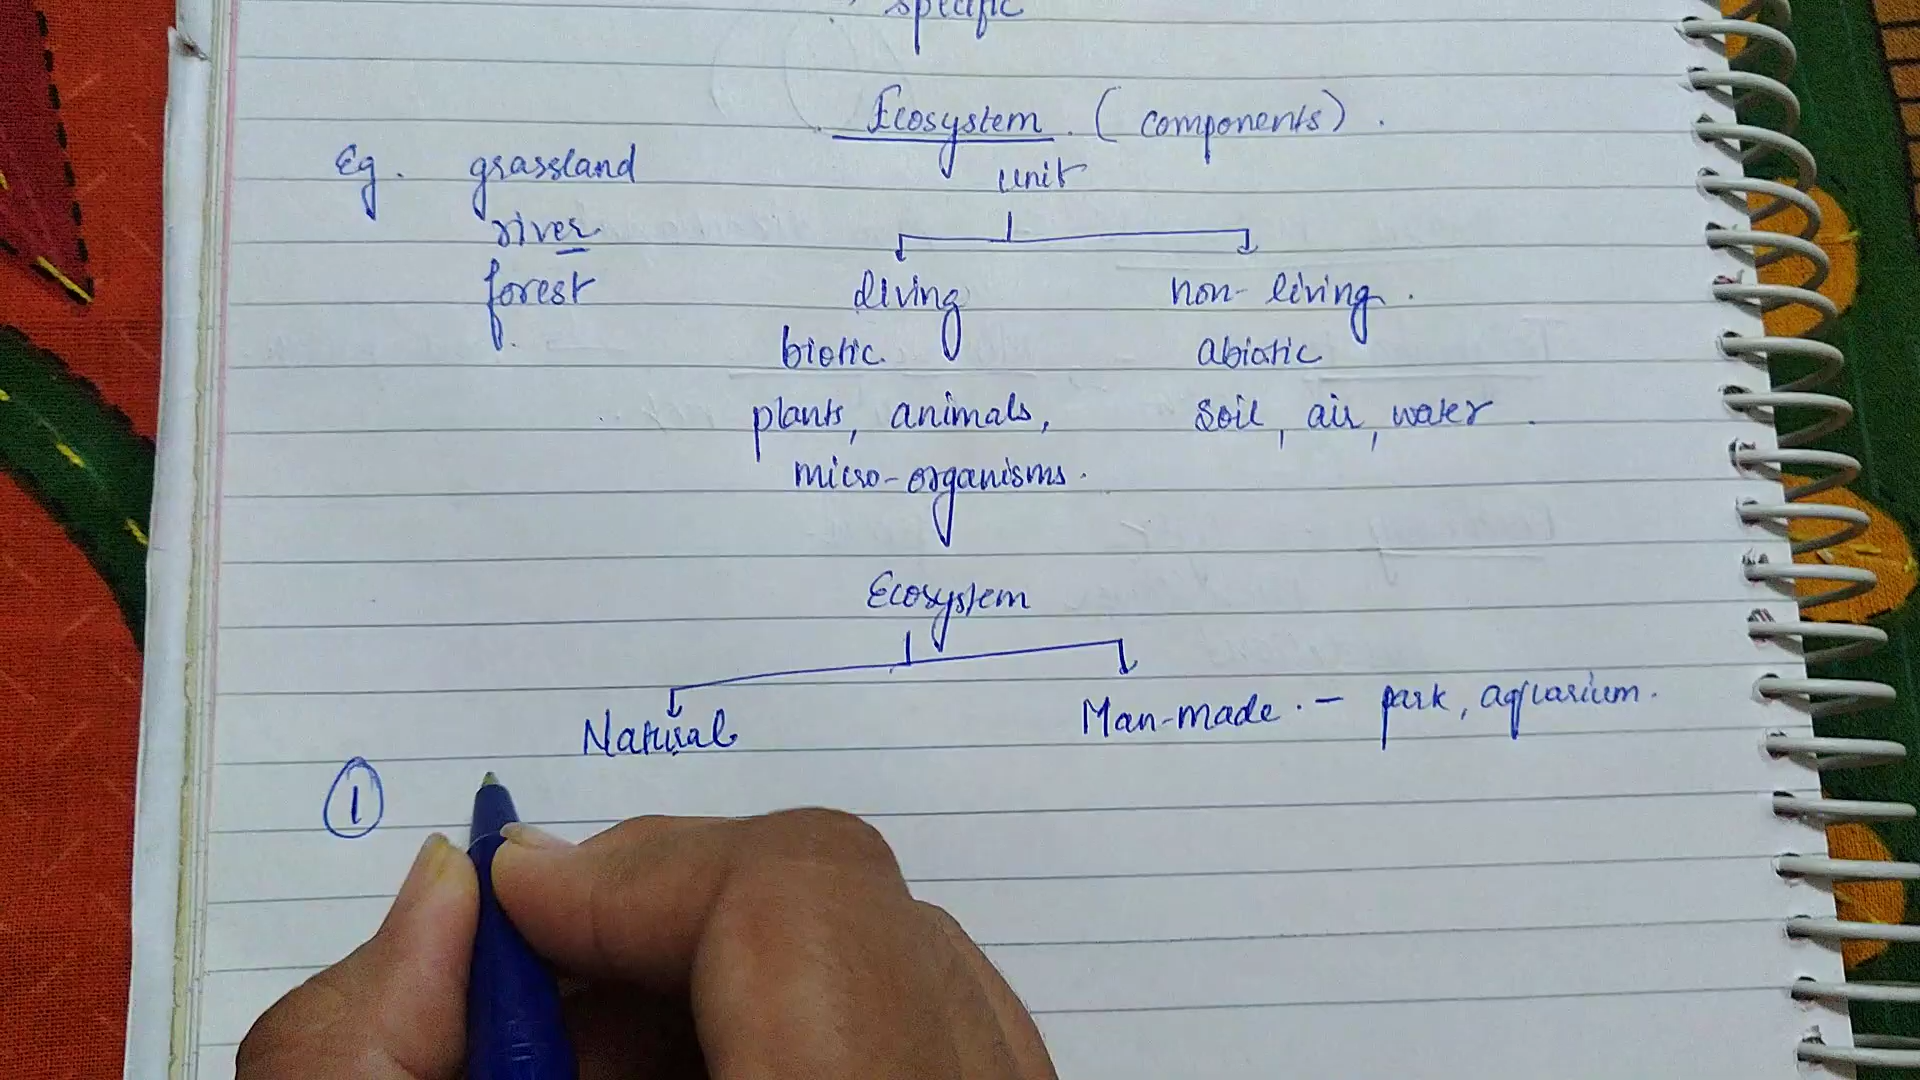 specific
Ecosystem (components).
Eg. grassland
unit
river
forest
living non-living.
biotic. abiotic
plants, animals, soil, air, water.
micro-organisms.
Ecosystem
Natural Man-made. - park, aquarium.
1